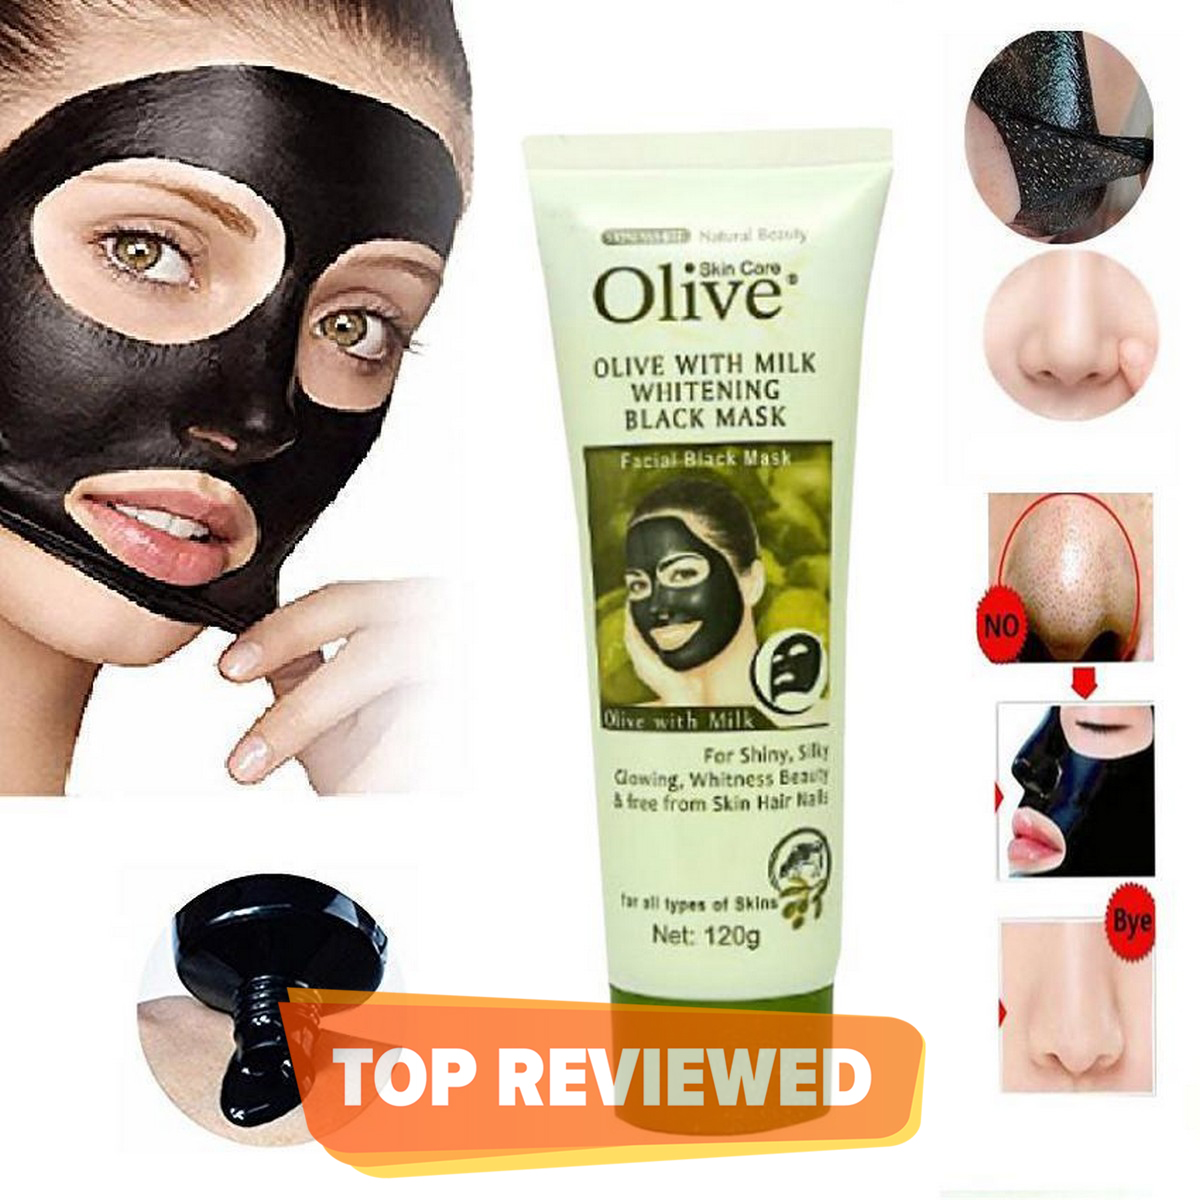 Natural Beauty
Skin Care
Olive®
OLIVE WITH MILK
WHITENING
BLACK MASK
Facial Black Mask
Olive with Milk
For Shiny, Silky
Glowing, Whitness Beauty
& free from Skin Hair Nails
for all types of Skins
Net: 120g
NO
Bye
TOP REVIEWED